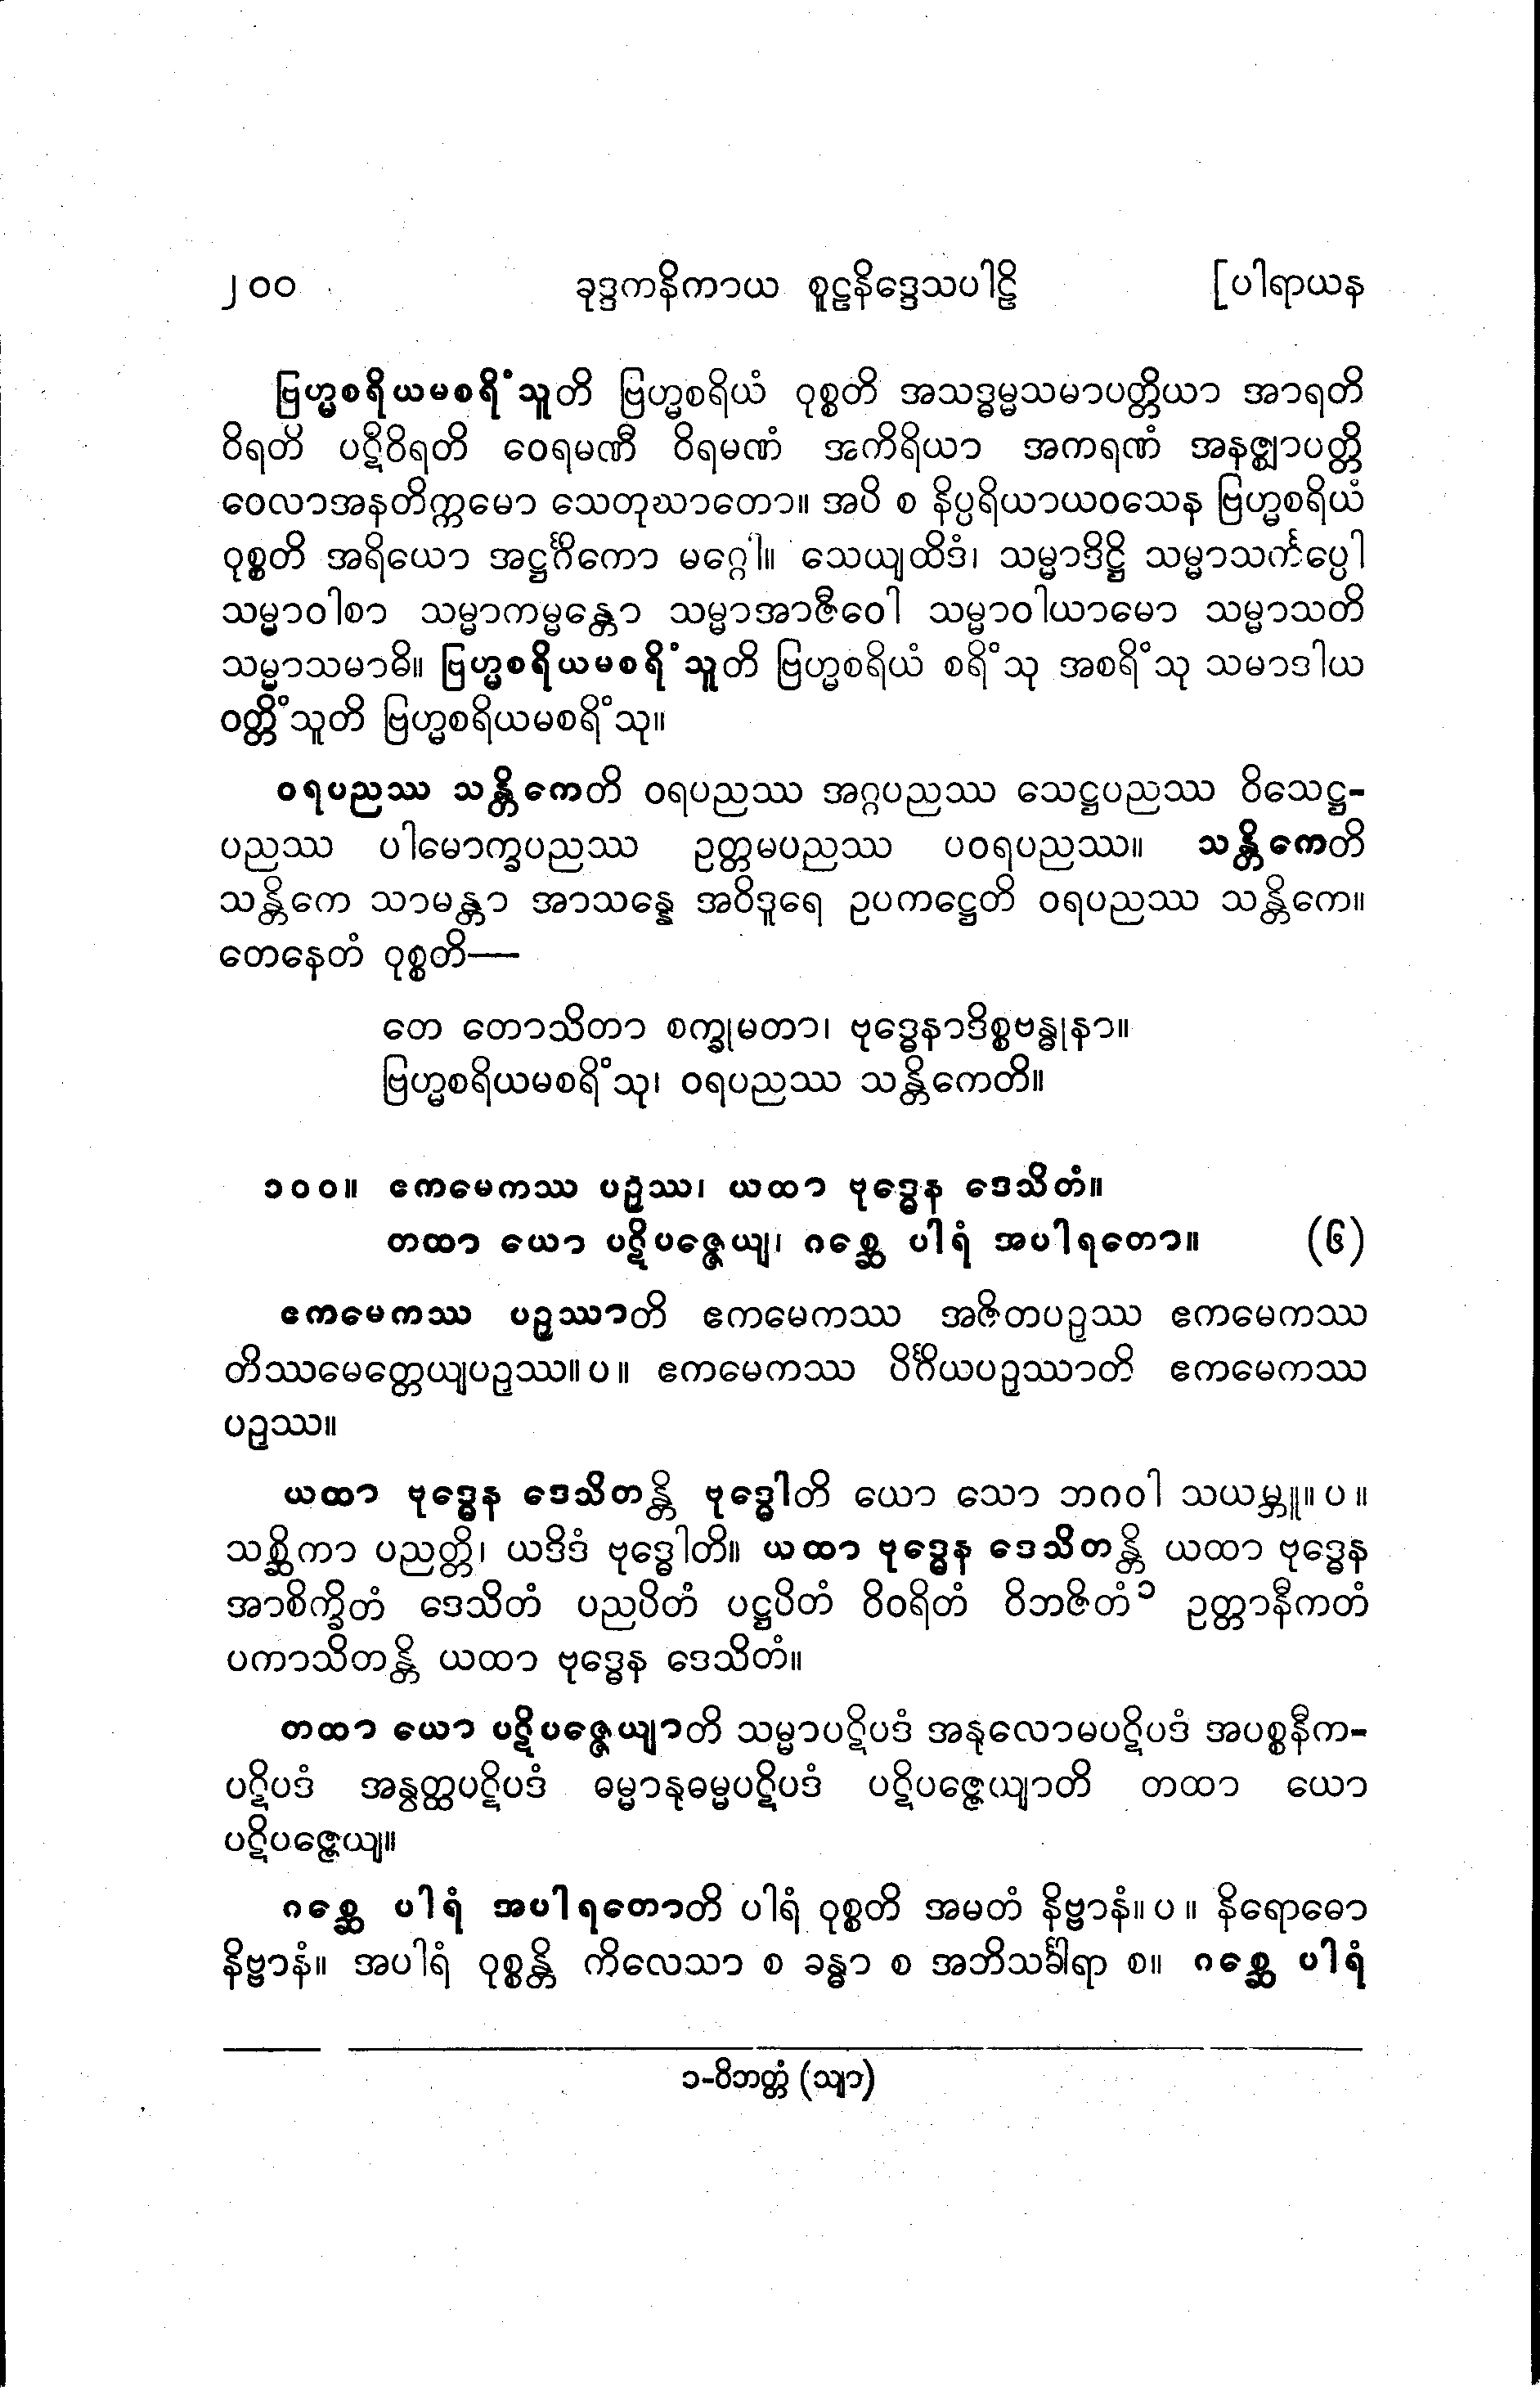 ၂၀၀ ခုဒ္ဒကနိကာယ စူဠနိဒ္ဒေသပါဠိ [ပါရာယန
ဗြဟ္မစရိယမစရိံသူတိ ဗြဟ္မစရိယံ ဝုစ္စတိ အသဒ္ဓမ္မသမာပတ္တိယာ အာရတိ
ဝိရတိ ပဋိဝိရတိ ဝေရမဏီ ဝိရမဏံ အကိရိယာ အကရဏံ အနဇ္ဈာပတ္တိ
ဝေလာအနတိက္ကမော သေတုဃာတော။ အပိ စ နိပ္ပရိယာယဝသေန ဗြဟ္မစရိယံ
ဝုစ္စတိ အရိယော အဋ္ဌင်္ဂိကော မဂ္ဂေါ။ သေယျထိဒံ၊ သမ္မာဒိဋ္ဌိ သမ္မာသင်္ကပ္ပေါ
သမ္မာဝါစာ သမ္မာကမ္မန္တော သမ္မာအာဇီဝေါ သမ္မာဝါယာမော သမ္မာသတိ
သမ္မာသမာဓိ။ ဗြဟ္မစရိယမစရိံသူတိ ဗြဟ္မစရိယံ စရိံသု အစရိံသု သမာဒါယ
ဝတ္တိံသူတိ ဗြဟ္မစရိယမစရိံသု။
ဝရပညဿ သန္တိကေတိ ဝရပညဿ အဂ္ဂပညဿ သေဋ္ဌပညဿ ဝိသေဋ္ဌ-
ပညဿ ပါမောက္ခပညဿ ဥတ္တမပညဿ ပဝရပညဿ။ သန္တိကေတိ
သန္တိကေ သာမန္တာ အာသန္နေ အဝိဒူရေ ဥပကဋ္ဌေတိ ဝရပညဿ သန္တိကေ။
တေနေတံ ဝုစ္စတိ—
တေ တောသိတာ စက္ခုမတာ၊ ဗုဒ္ဓေနာဒိစ္စဗန္ဓုနာ။
ဗြဟ္မစရိယမစရိံသု၊ ဝရပညဿ သန္တိကေတိ။
၁၀၀။ ဧကမေကဿ ပဉှဿ၊ ယထာ ဗုဒ္ဓေန ဒေသိတံ။
တထာ ယော ပဋိပဇ္ဇေယျ၊ ဂစ္ဆေ ပါရံ အပါရတော။ (၆)
ဧကမေကဿ ပဉှဿာတိ ဧကမေကဿ အဇိတပဉှဿ ဧကမေကဿ
တိဿမေတ္တေယျပဉှဿ။ပ။ ဧကမေကဿ ပိင်္ဂိယပဉှဿာတိ ဧကမေကဿ
ပဉှဿ။
ယထာ ဗုဒ္ဓေန ဒေသိတန္တိ ဗုဒ္ဓေါတိ ယော သော ဘဂဝါ သယမ္ဘူ။ပ။
သစ္ဆိကာ ပညတ္တိ၊ ယဒိဒံ ဗုဒ္ဓေါတိ။ ယထာ ဗုဒ္ဓေန ဒေသိတန္တိ ယထာ ဗုဒ္ဓေန
အာစိက္ခိတံ ဒေသိတံ ပညပိတံ ပဋ္ဌပိတံ ဝိဝရိတံ ဝိဘဇိတံ၁ ဥတ္တာနီကတံ
ပကာသိတန္တိ ယထာ ဗုဒ္ဓေန ဒေသိတံ။
တထာ ယော ပဋိပဇ္ဇေယျာတိ သမ္မာပဋိပဒံ အနုလောမပဋိပဒံ အပစ္စနီက-
ပဋိပဒံ အနွတ္ထပဋိပဒံ ဓမ္မာနုဓမ္မပဋိပဒံ ပဋိပဇ္ဇေယျာတိ တထာ ယော
ပဋိပဇ္ဇေယျ။
ဂစ္ဆေ ပါရံ အပါရတောတိ ပါရံ ဝုစ္စတိ အမတံ နိဗ္ဗာနံ။ပ။ နိရောဓော
နိဗ္ဗာနံ။ အပါရံ ဝုစ္စန္တိ ကိလေသာ စ ခန္ဓာ စ အဘိသင်္ခါရာ စ။ ဂစ္ဆေ ပါရံ
၁-ဝိဘတ္တံ (သျာ)